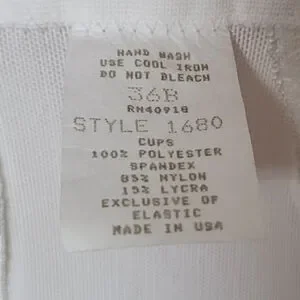 HAND WASH
USE COOL IRON
DO NOT BLEACH
36B
RN40918
STYLE 1680
CUPS
100% POLYESTER
SPANDEX
85% NYLON
15% LYCRA
EXCLUSIVE OF
ELASTIC
MADE IN USA